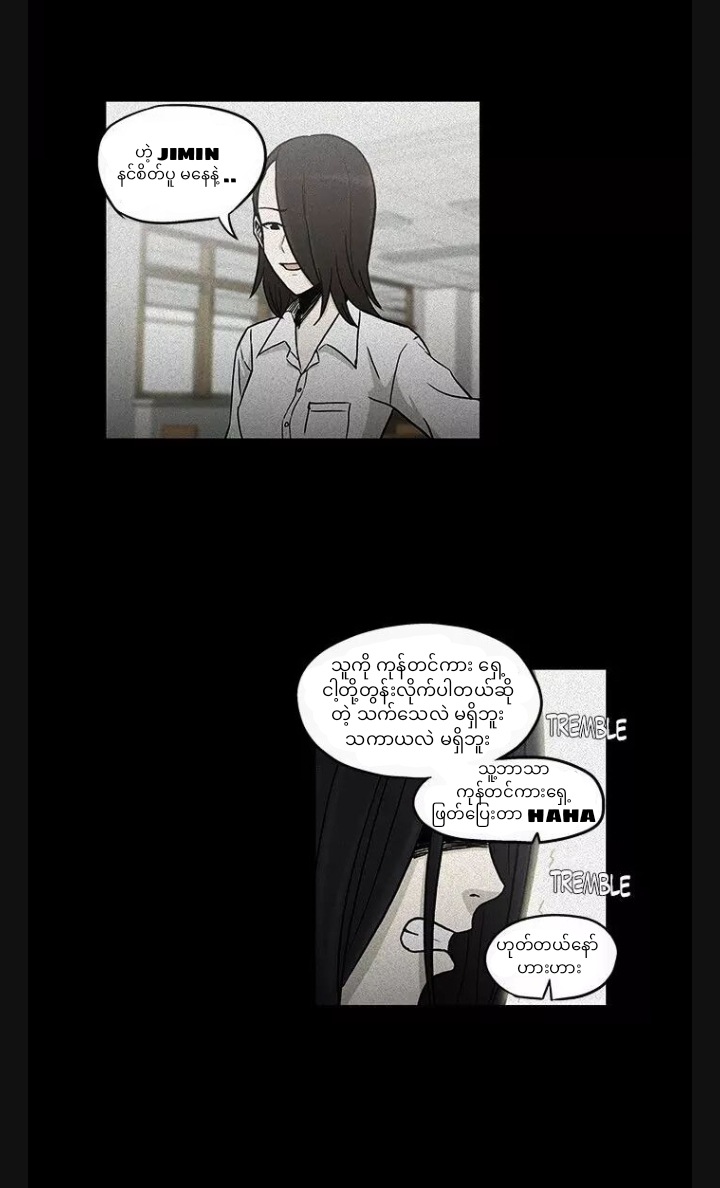 ဟဲ့ JIMIN
နင်စိတ်ပူ မနေနဲ့ ..
သူကို ကုန်တင်ကား ရှေ့
ငါ့တို့တွန်းလိုက်ပါတယ်ဆို
တဲ့ သက်သေလဲ မရှိဘူး
သကာယလဲ မရှိဘူး
TREMBLE
သူ့ဘာသာ
ကုန်တင်ကားရှေ့
ဖြတ်ပြေးတာ HAHA
TREMBLE
ဟုတ်တယ်နော်
ဟားဟား